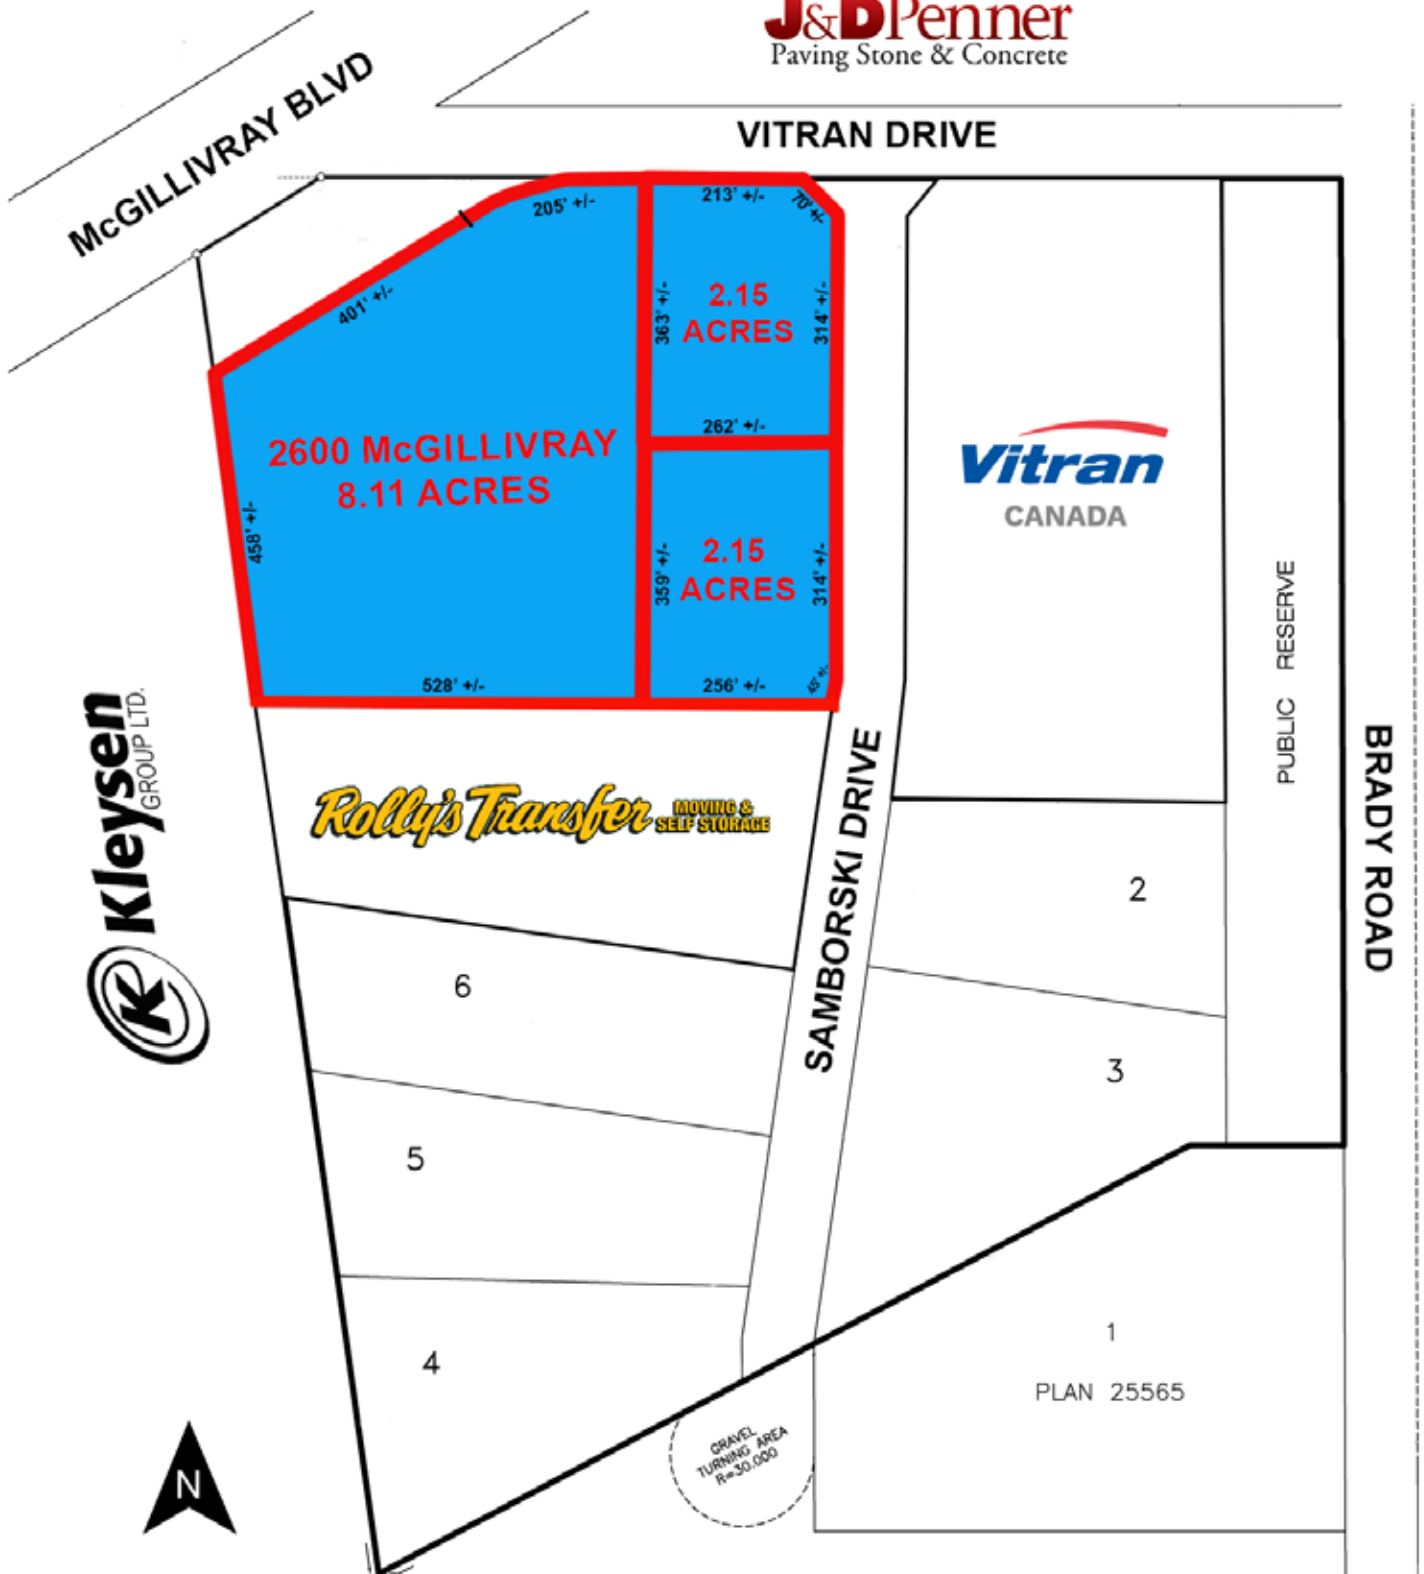 J&DPenner
Paving Stone & Concrete
McGILLIVRAY BLVD
VITRAN DRIVE
205' +/-
213' +/-
70' +/-
401' +/-
363' +/-
2.15
ACRES
314' +/-
262' +/-
2600 McGILLIVRAY
8.11 ACRES
458' +/-
359' +/-
2.15
ACRES
314' +/-
528' +/-
256' +/-
45' +/-
Vitran
CANADA
PUBLIC RESERVE
BRADY ROAD
Kleysen
GROUP LTD.
K
Rolly's Transfer
MOVING &
SELF STORAGE
SAMBORSKI DRIVE
2
6
3
5
4
1
PLAN 25565
GRAVEL
TURNING AREA
R=30.000
N